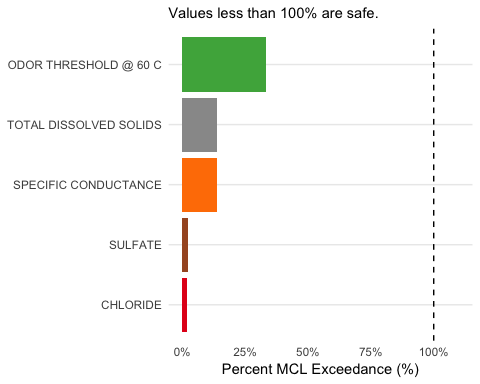 Values less than 100% are safe.
ODOR THRESHOLD @ 60 C
TOTAL DISSOLVED SOLIDS
SPECIFIC CONDUCTANCE
SULFATE
CHLORIDE
0% 25% 50% 75% 100%
Percent MCL Exceedance (%)